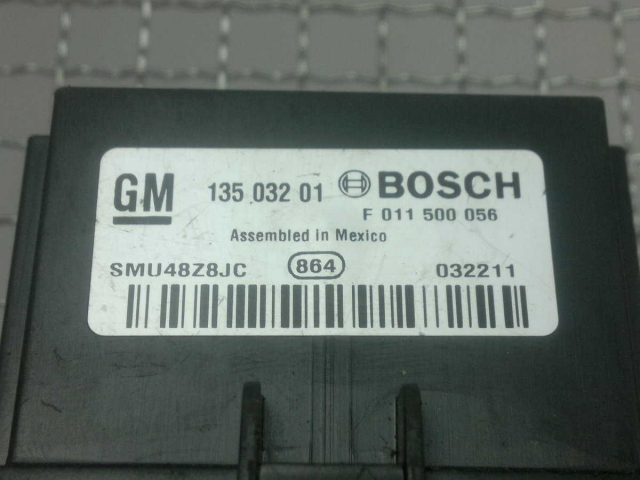 GM 135 032 01 BOSCH
F 011 500 056
Assembled in Mexico
SMU48Z8JC 864 032211